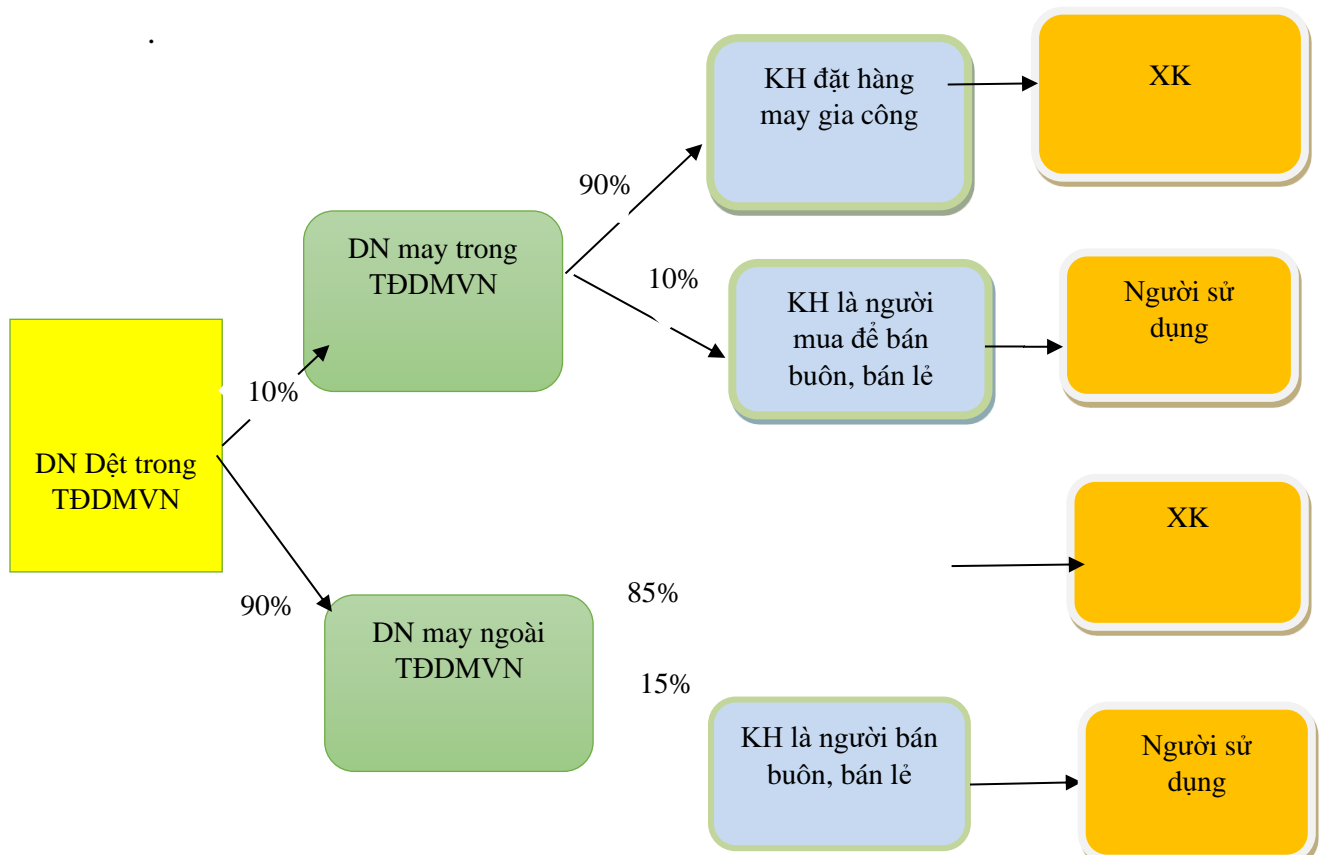 .
KH đặt hàng
may gia công
XK
90%
DN may trong
TĐDMVN
10%
KH là người
mua để bán
buôn, bán lẻ
Người sử
dụng
10%
DN Dệt trong
TĐDMVN
XK
90%
85%
DN may ngoài
TĐDMVN
15%
KH là người bán
buôn, bán lẻ
Người sử
dụng